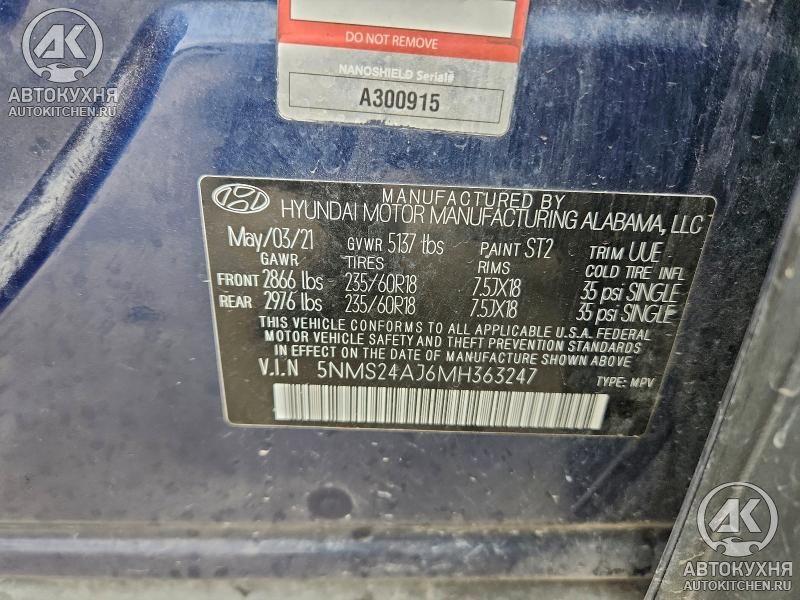 АВТОКУХНЯ
AUTOKITCHEN.RU
DO NOT REMOVE
NANOSHIELD Serial#
A300915
АВТОКУХНЯ
AUTOKITCHEN.RU
MANUFACTURED BY
HYUNDAI MOTOR MANUFACTURING ALABAMA, LLC
May/03/21 GVWR 5137 lbs PAINT ST2 TRIM UUE
GAWR TIRES RIMS COLD TIRE INFL
FRONT 2866 lbs 235/60R18 7.5JX18 35 psi SINGLE
REAR 2976 lbs 235/60R18 7.5JX18 35 psi SINGLE
THIS VEHICLE CONFORMS TO ALL APPLICABLE U.S.A. FEDERAL
MOTOR VEHICLE SAFETY AND THEFT PREVENTION STANDARDS
IN EFFECT ON THE DATE OF MANUFACTURE SHOWN ABOVE
V.I.N 5NMS24AJ6MH363247 TYPE: MPV
АВТОКУХНЯ
AUTOKITCHEN.RU